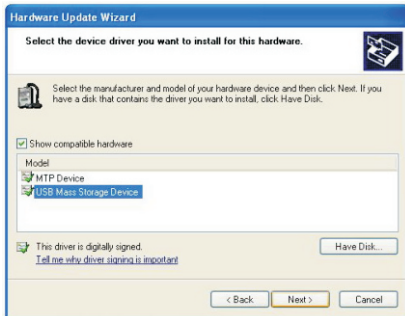 Hardware Update Wizard
Select the device driver you want to install for this hardware.
Select the manufacturer and model of your hardware device and then click Next. If you
have a disk that contains the driver you want to install, click Have Disk.
Show compatible hardware
Model
MTP Device
USB Mass Storage Device
This driver is digitally signed.
Have Disk...
Tell me why driver signing is important
< Back
Next >
Cancel